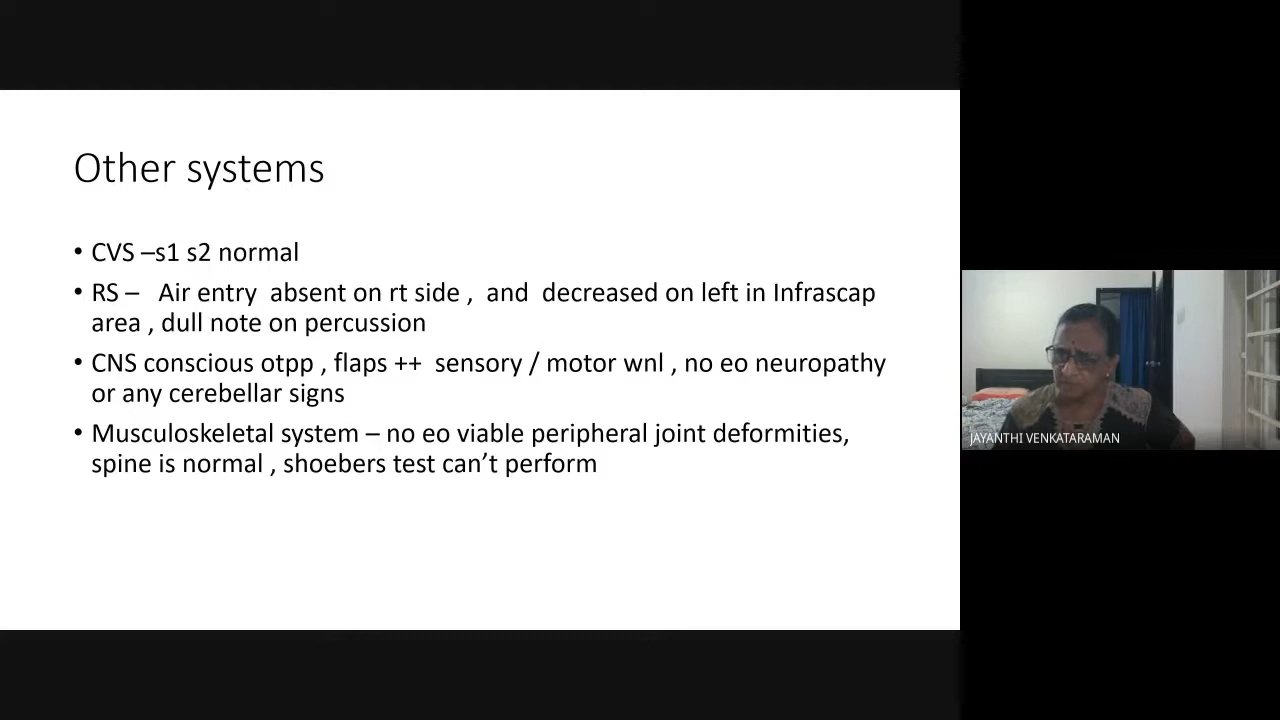 Other systems
• CVS –s1 s2 normal
• RS – Air entry absent on rt side , and decreased on left in Infrascap
area , dull note on percussion
• CNS conscious otpp , flaps ++ sensory / motor wnl , no eo neuropathy
or any cerebellar signs
• Musculoskeletal system – no eo viable peripheral joint deformities,
spine is normal , shoebers test can’t perform
JAYANTHI VENKATARAMAN